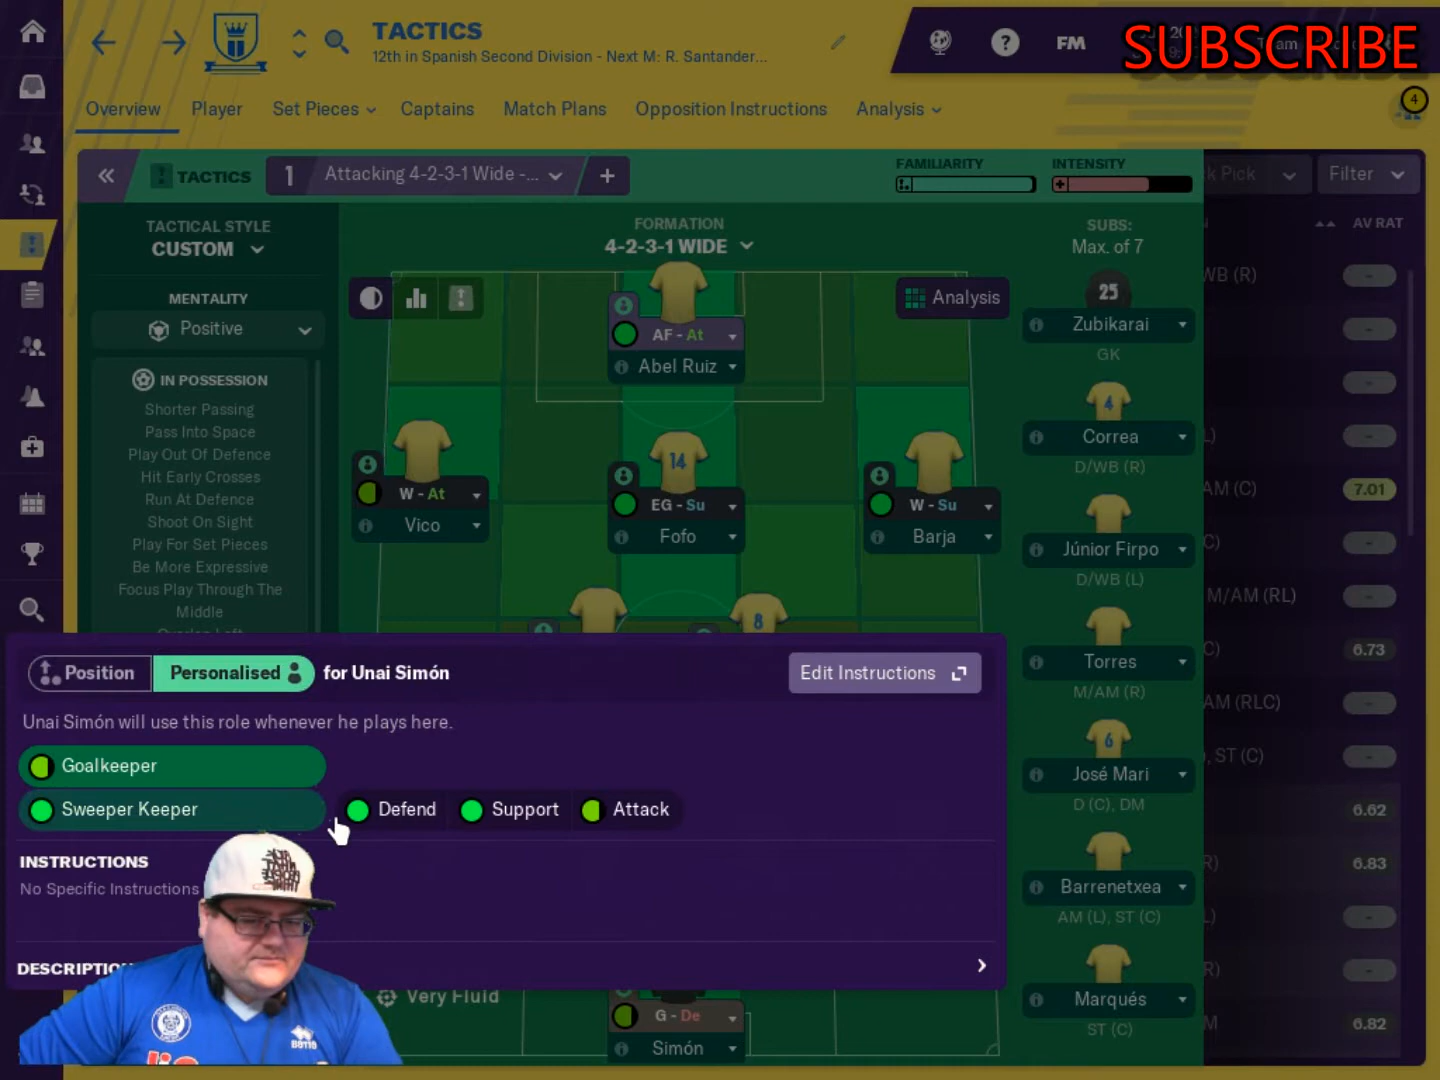 TACTICS
12th in Spanish Second Division - Next M: R. Santander...
FM
SUBSCRIBE
Overview
Player
Set Pieces
Captains
Match Plans
Opposition Instructions
Analysis
4
TACTICS
1
Attacking 4-2-3-1 Wide -...
FAMILIARITY
INTENSITY
Pick
Filter
TACTICAL STYLE
CUSTOM
FORMATION
4-2-3-1 WIDE
SUBS:
Max. of 7
AV RAT
MENTALITY
Positive
Analysis
IN POSSESSION
Shorter Passing
Pass Into Space
Play Out Of Defence
Hit Early Crosses
Run At Defence
Shoot On Sight
Play For Set Pieces
Be More Expressive
Focus Play Through The
Middle
Overlap Left
AF - At
Abel Ruiz
W - At
Vico
14
EG - Su
Fofo
W - Su
Barja
8
25
Zubikarai
GK
4
Correa
D/WB (R)
Júnior Firpo
D/WB (L)
Torres
M/AM (R)
6
José Mari
D (C), DM
Barrenetxea
AM (L), ST (C)
Marqués
ST (C)
WB (R)
AM (C)
7.01
M/AM (RL)
6.73
AM (RLC)
, ST (C)
6.62
6.83
6.82
Position
Personalised
for Unai Simón
Edit Instructions
Unai Simón will use this role whenever he plays here.
Goalkeeper
Sweeper Keeper
Defend
Support
Attack
INSTRUCTIONS
No Specific Instructions
DESCRIPTIO
Very Fluid
G - De
Simón